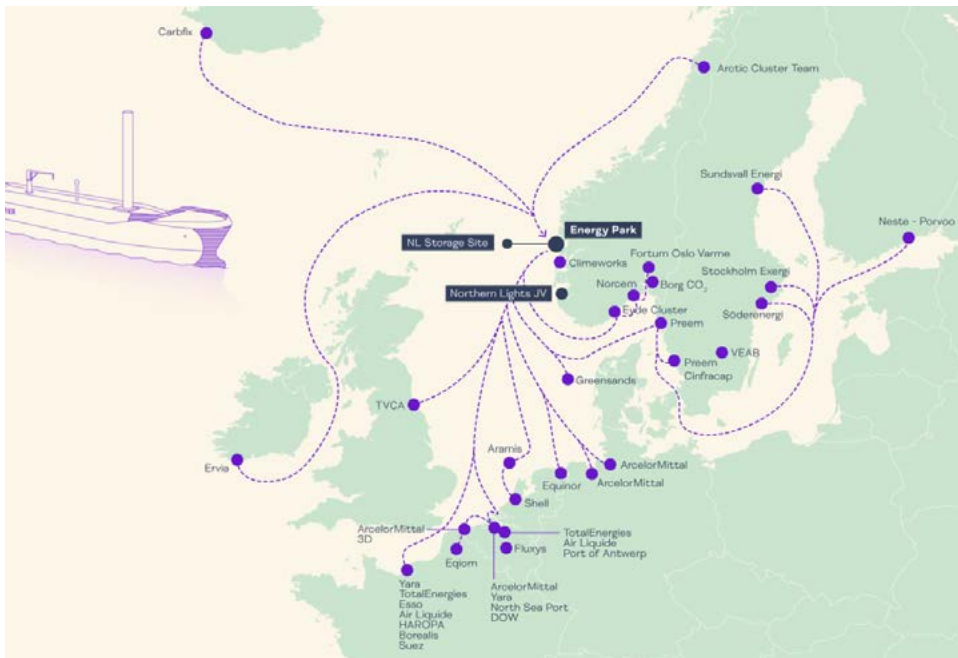 Carbfix
Arctic Cluster Team
Sundsvall Energi
Neste - Porvoo
Energy Park
NL Storage Site
Fortum Oslo Varme
Climeworks
Stockholm Exergi
Norcem
Borg CO₂
Northern Lights JV
Eyde Cluster
Söderenergi
Preem
VEAB
Preem
Cinfracap
Greensands
TVCA
Aramis
Ervia
ArcelorMittal
Equinor
ArcelorMittal
Shell
ArcelorMittal
3D
TotalEnergies
Air Liquide
Port of Antwerp
Eqiom
Fluxys
Yara
TotalEnergies
Esso
Air Liquide
HAROPA
Borealis
Suez
ArcelorMittal
Yara
North Sea Port
DOW